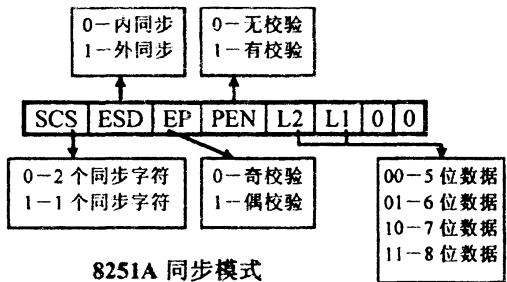 0－内同步
1－外同步
0－无校验
1－有校验
SCS ESD EP PEN L2 L1 0 0
0－2 个同步字符
1－1 个同步字符
0－奇校验
1－偶校验
00－5 位数据
01－6 位数据
10－7 位数据
11－8 位数据
8251A 同步模式